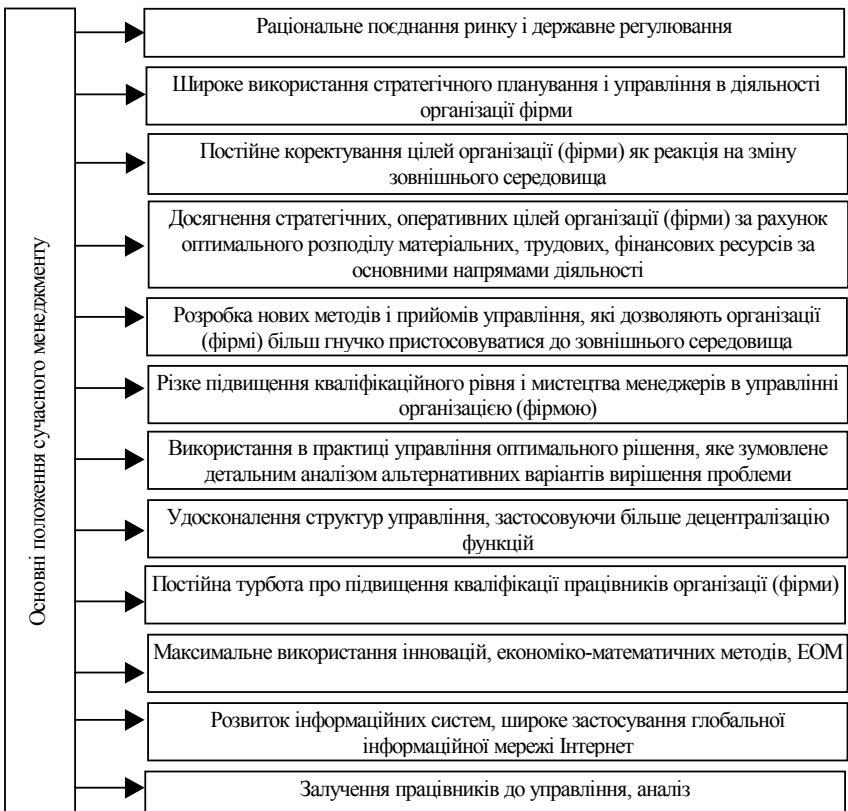 Основні положення сучасного менеджменту
Раціональне поєднання ринку і державне регулювання
Широке використання стратегічного планування і управління в діяльності
організації фірми
Постійне коректування цілей організації (фірми) як реакція на зміну
зовнішнього середовища
Досягнення стратегічних, оперативних цілей організації (фірми) за рахунок
оптимального розподілу матеріальних, трудових, фінансових ресурсів за
основними напрямами діяльності
Розробка нових методів і прийомів управління, які дозволяють організації
(фірмі) більш гнучко пристосовуватися до зовнішнього середовища
Різке підвищення кваліфікаційного рівня і мистецтва менеджерів в управлінні
організацією (фірмою)
Використання в практиці управління оптимального рішення, яке зумовлене
детальним аналізом альтернативних варіантів вирішення проблеми
Удосконалення структур управління, застосовуючи більше децентралізацію
функцій
Постійна турбота про підвищення кваліфікації працівників організації (фірми)
Максимальне використання інновацій, економіко-математичних методів, ЕОМ
Розвиток інформаційних систем, широке застосування глобальної
інформаційної мережі Інтернет
Залучення працівників до управління, аналіз